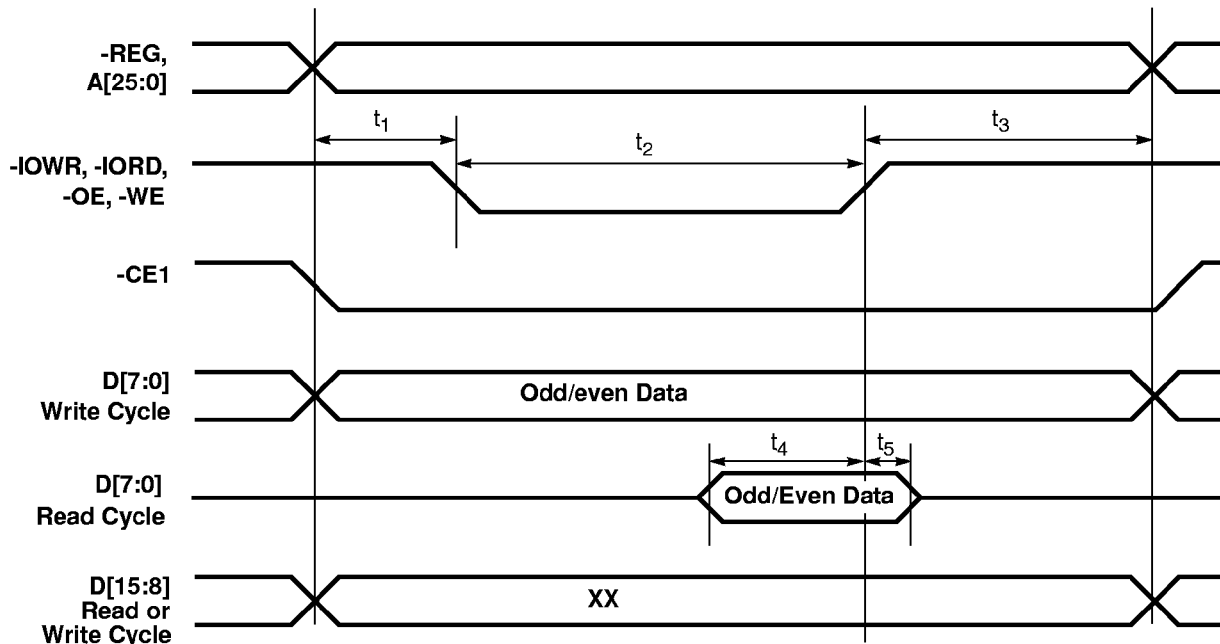 -REG,
A[25:0]
t1
t2
t3
-IOWR, -IORD,
-OE, -WE
-CE1
D[7:0]
Write Cycle
Odd/even Data
t4
t5
D[7:0]
Read Cycle
Odd/Even Data
D[15:8]
Read or
Write Cycle
XX